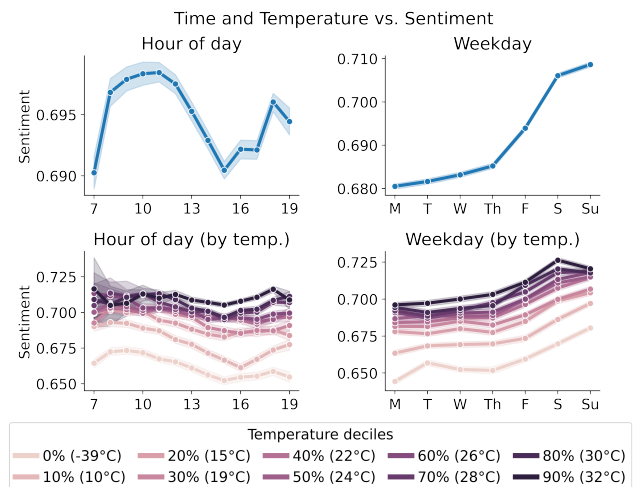 Time and Temperature vs. Sentiment
Hour of day
Weekday
Sentiment
0.695
0.690
7 10 13 16 19
0.710
0.700
0.690
0.680
M T W Th F S Su
Hour of day (by temp.)
Weekday (by temp.)
Sentiment
0.725
0.700
0.675
0.650
7 10 13 16 19
0.725
0.700
0.675
0.650
M T W Th F S Su
Temperature deciles
0% (-39°C) 20% (15°C) 40% (22°C) 60% (26°C) 80% (30°C)
10% (10°C) 30% (19°C) 50% (24°C) 70% (28°C) 90% (32°C)